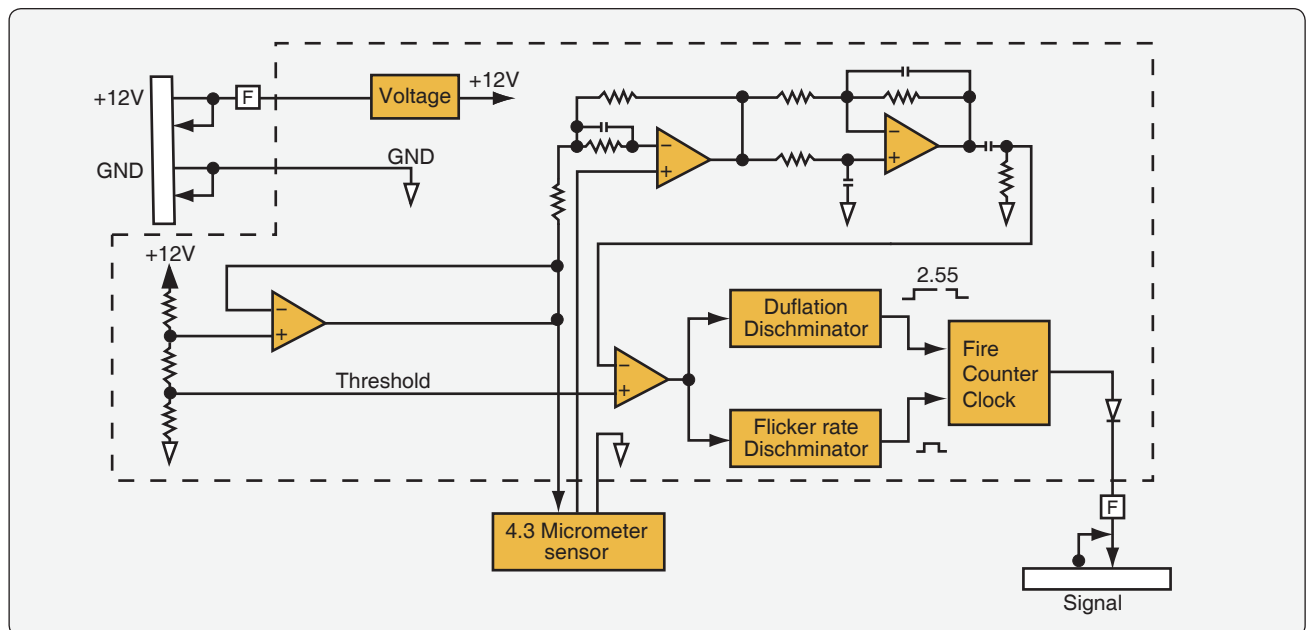 +12V
F
Voltage
+12V
GND
GND
+12V
−
+
−
+
−
+
Threshold
−
+
Duflation
Dischminator
2.55
Flicker rate
Dischminator
Fire
Counter
Clock
4.3 Micrometer
sensor
F
Signal